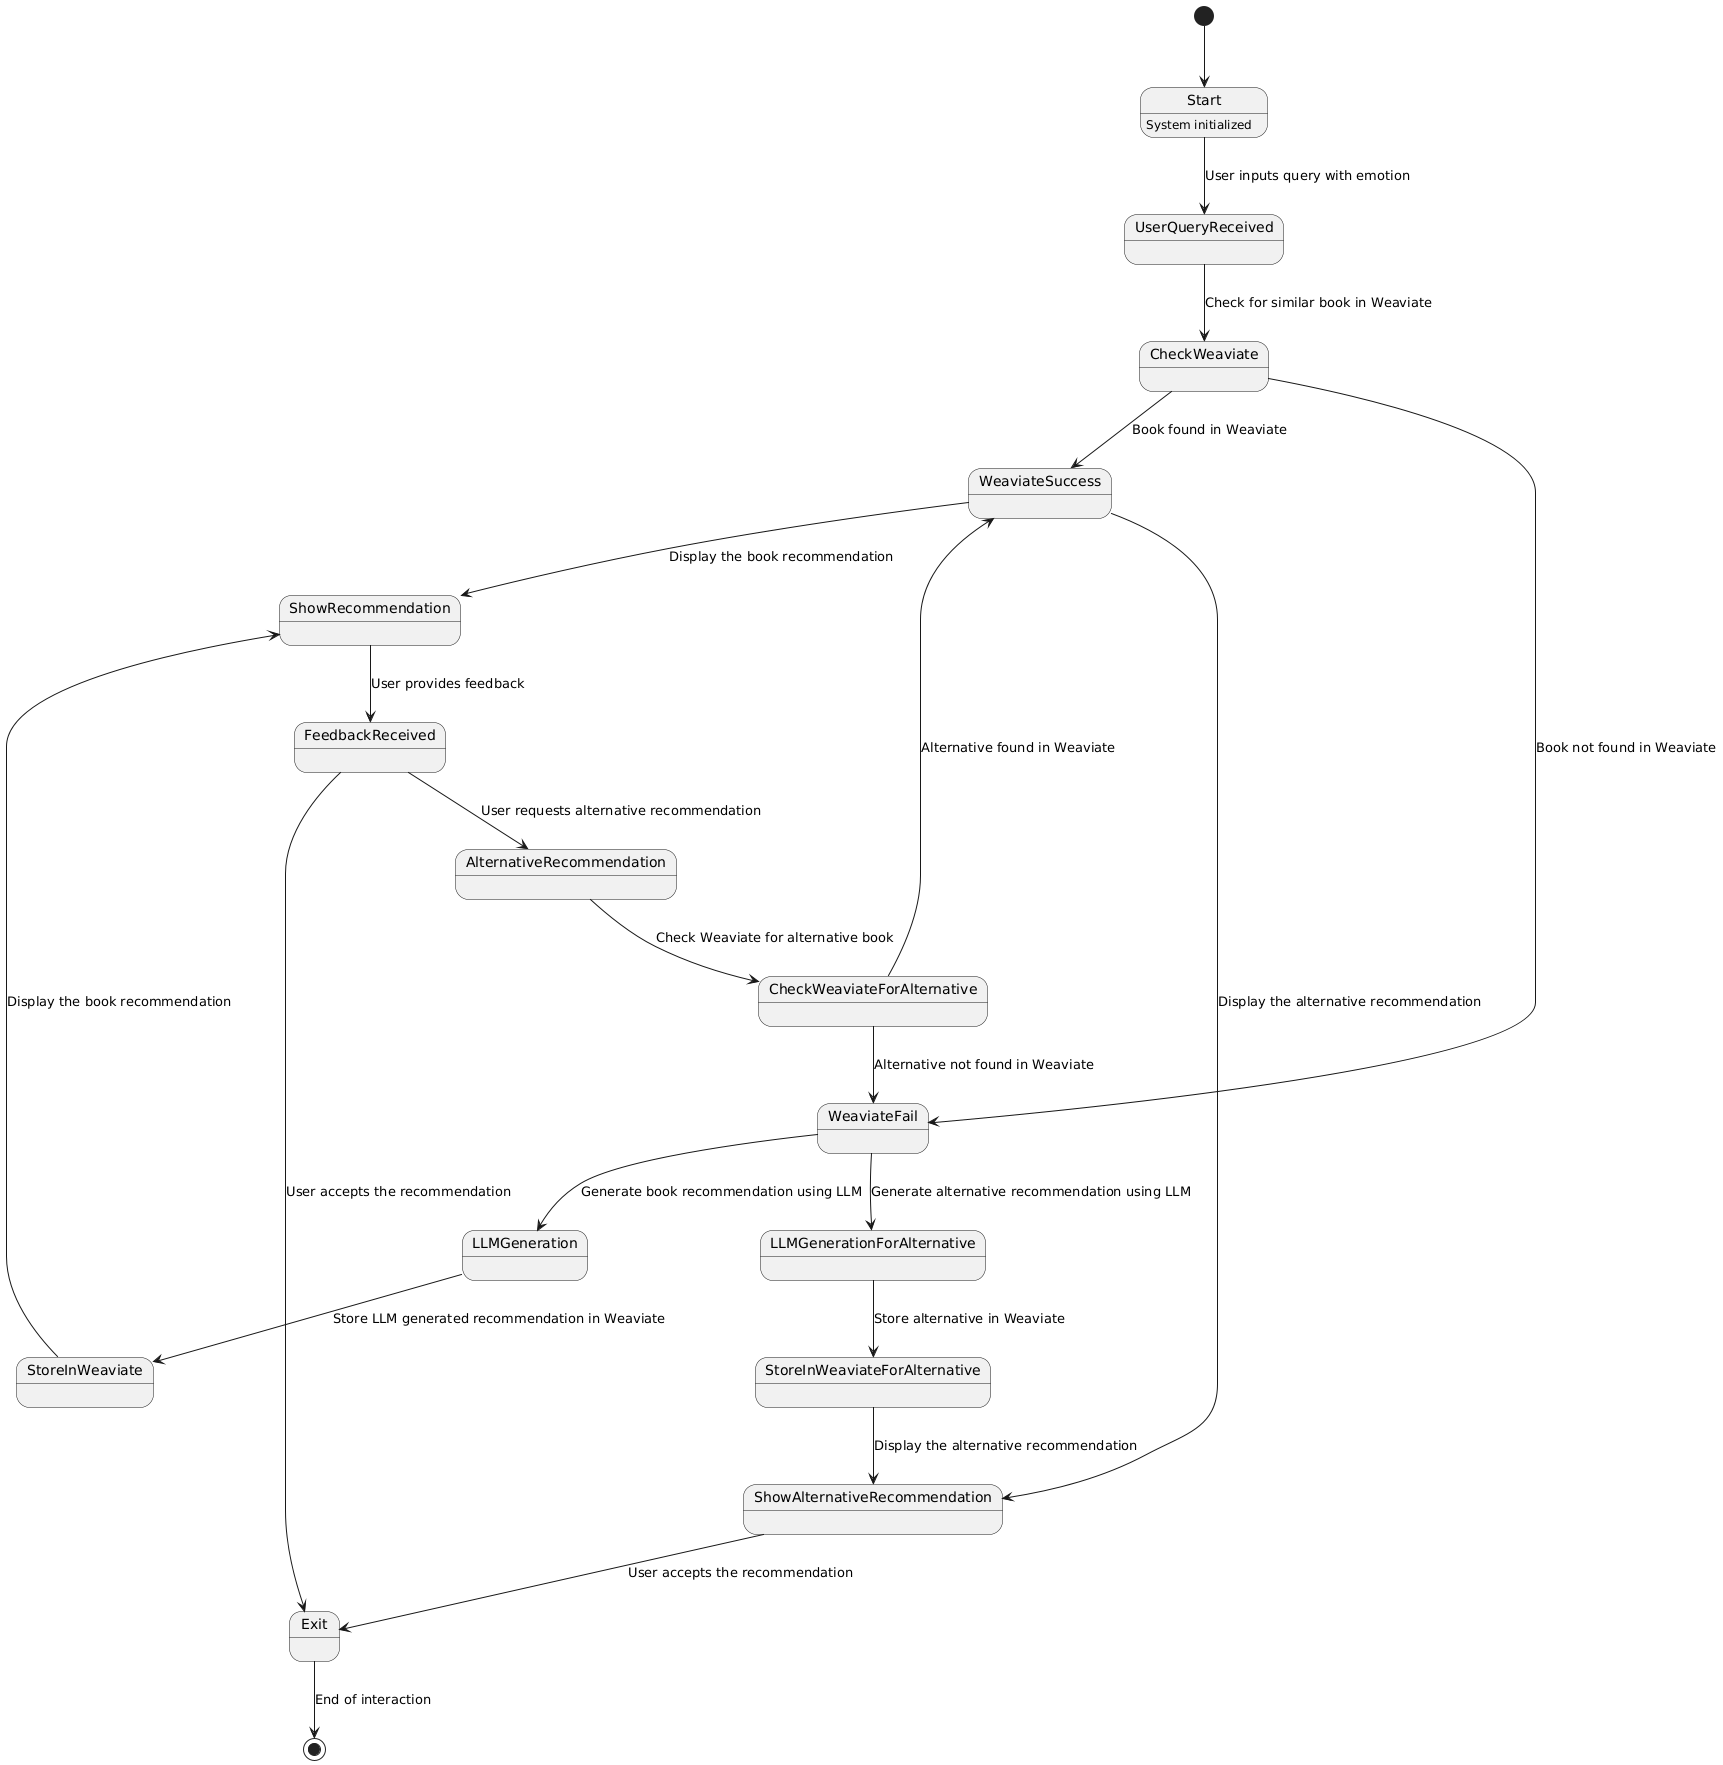 Start
System initialized
User inputs query with emotion
UserQueryReceived
Check for similar book in Weaviate
CheckWeaviate
Book found in Weaviate
WeaviateSuccess
Display the book recommendation
ShowRecommendation
User provides feedback
FeedbackReceived
Alternative found in Weaviate
Book not found in Weaviate
User requests alternative recommendation
AlternativeRecommendation
Check Weaviate for alternative book
CheckWeaviateForAlternative
Display the book recommendation
Display the alternative recommendation
Alternative not found in Weaviate
WeaviateFail
User accepts the recommendation
Generate book recommendation using LLM
Generate alternative recommendation using LLM
LLMGeneration
LLMGenerationForAlternative
Store LLM generated recommendation in Weaviate
Store alternative in Weaviate
StoreInWeaviate
StoreInWeaviateForAlternative
Display the alternative recommendation
ShowAlternativeRecommendation
User accepts the recommendation
Exit
End of interaction